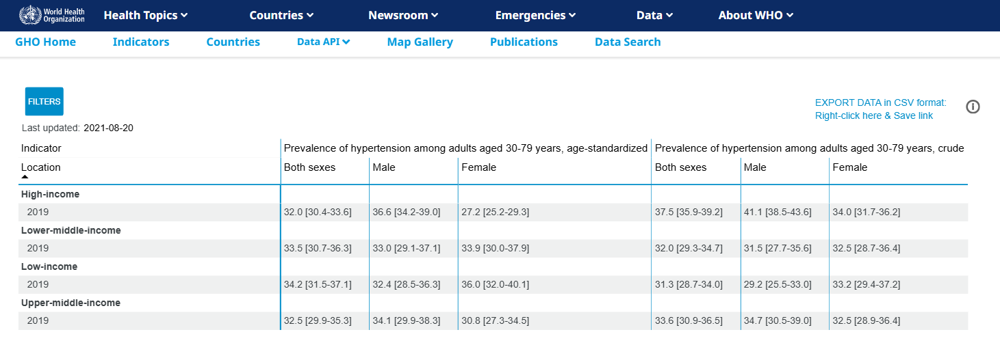 World Health Organization Health Topics Countries Newsroom Emergencies Data About WHO
GHO Home Indicators Countries Data API Map Gallery Publications Data Search
FILTERS
EXPORT DATA in CSV format:
Right-click here & Save link
Last updated: 2021-08-20
Indicator Prevalence of hypertension among adults aged 30-79 years, age-standardized Prevalence of hypertension among adults aged 30-79 years, crude
Location Both sexes Male Female Both sexes Male Female
High-income
2019 32.0 [30.4-33.6] 36.6 [34.2-39.0] 27.2 [25.2-29.3] 37.5 [35.9-39.2] 41.1 [38.5-43.6] 34.0 [31.7-36.2]
Lower-middle-income
2019 33.5 [30.7-36.3] 33.0 [29.1-37.1] 33.9 [30.0-37.9] 32.0 [29.3-34.7] 31.5 [27.7-35.6] 32.5 [28.7-36.4]
Low-income
2019 34.2 [31.5-37.1] 32.4 [28.5-36.3] 36.0 [32.0-40.1] 31.3 [28.7-34.0] 29.2 [25.5-33.0] 33.2 [29.4-37.2]
Upper-middle-income
2019 32.5 [29.9-35.3] 34.1 [29.9-38.3] 30.8 [27.3-34.5] 33.6 [30.9-36.5] 34.7 [30.5-39.0] 32.5 [28.9-36.4]